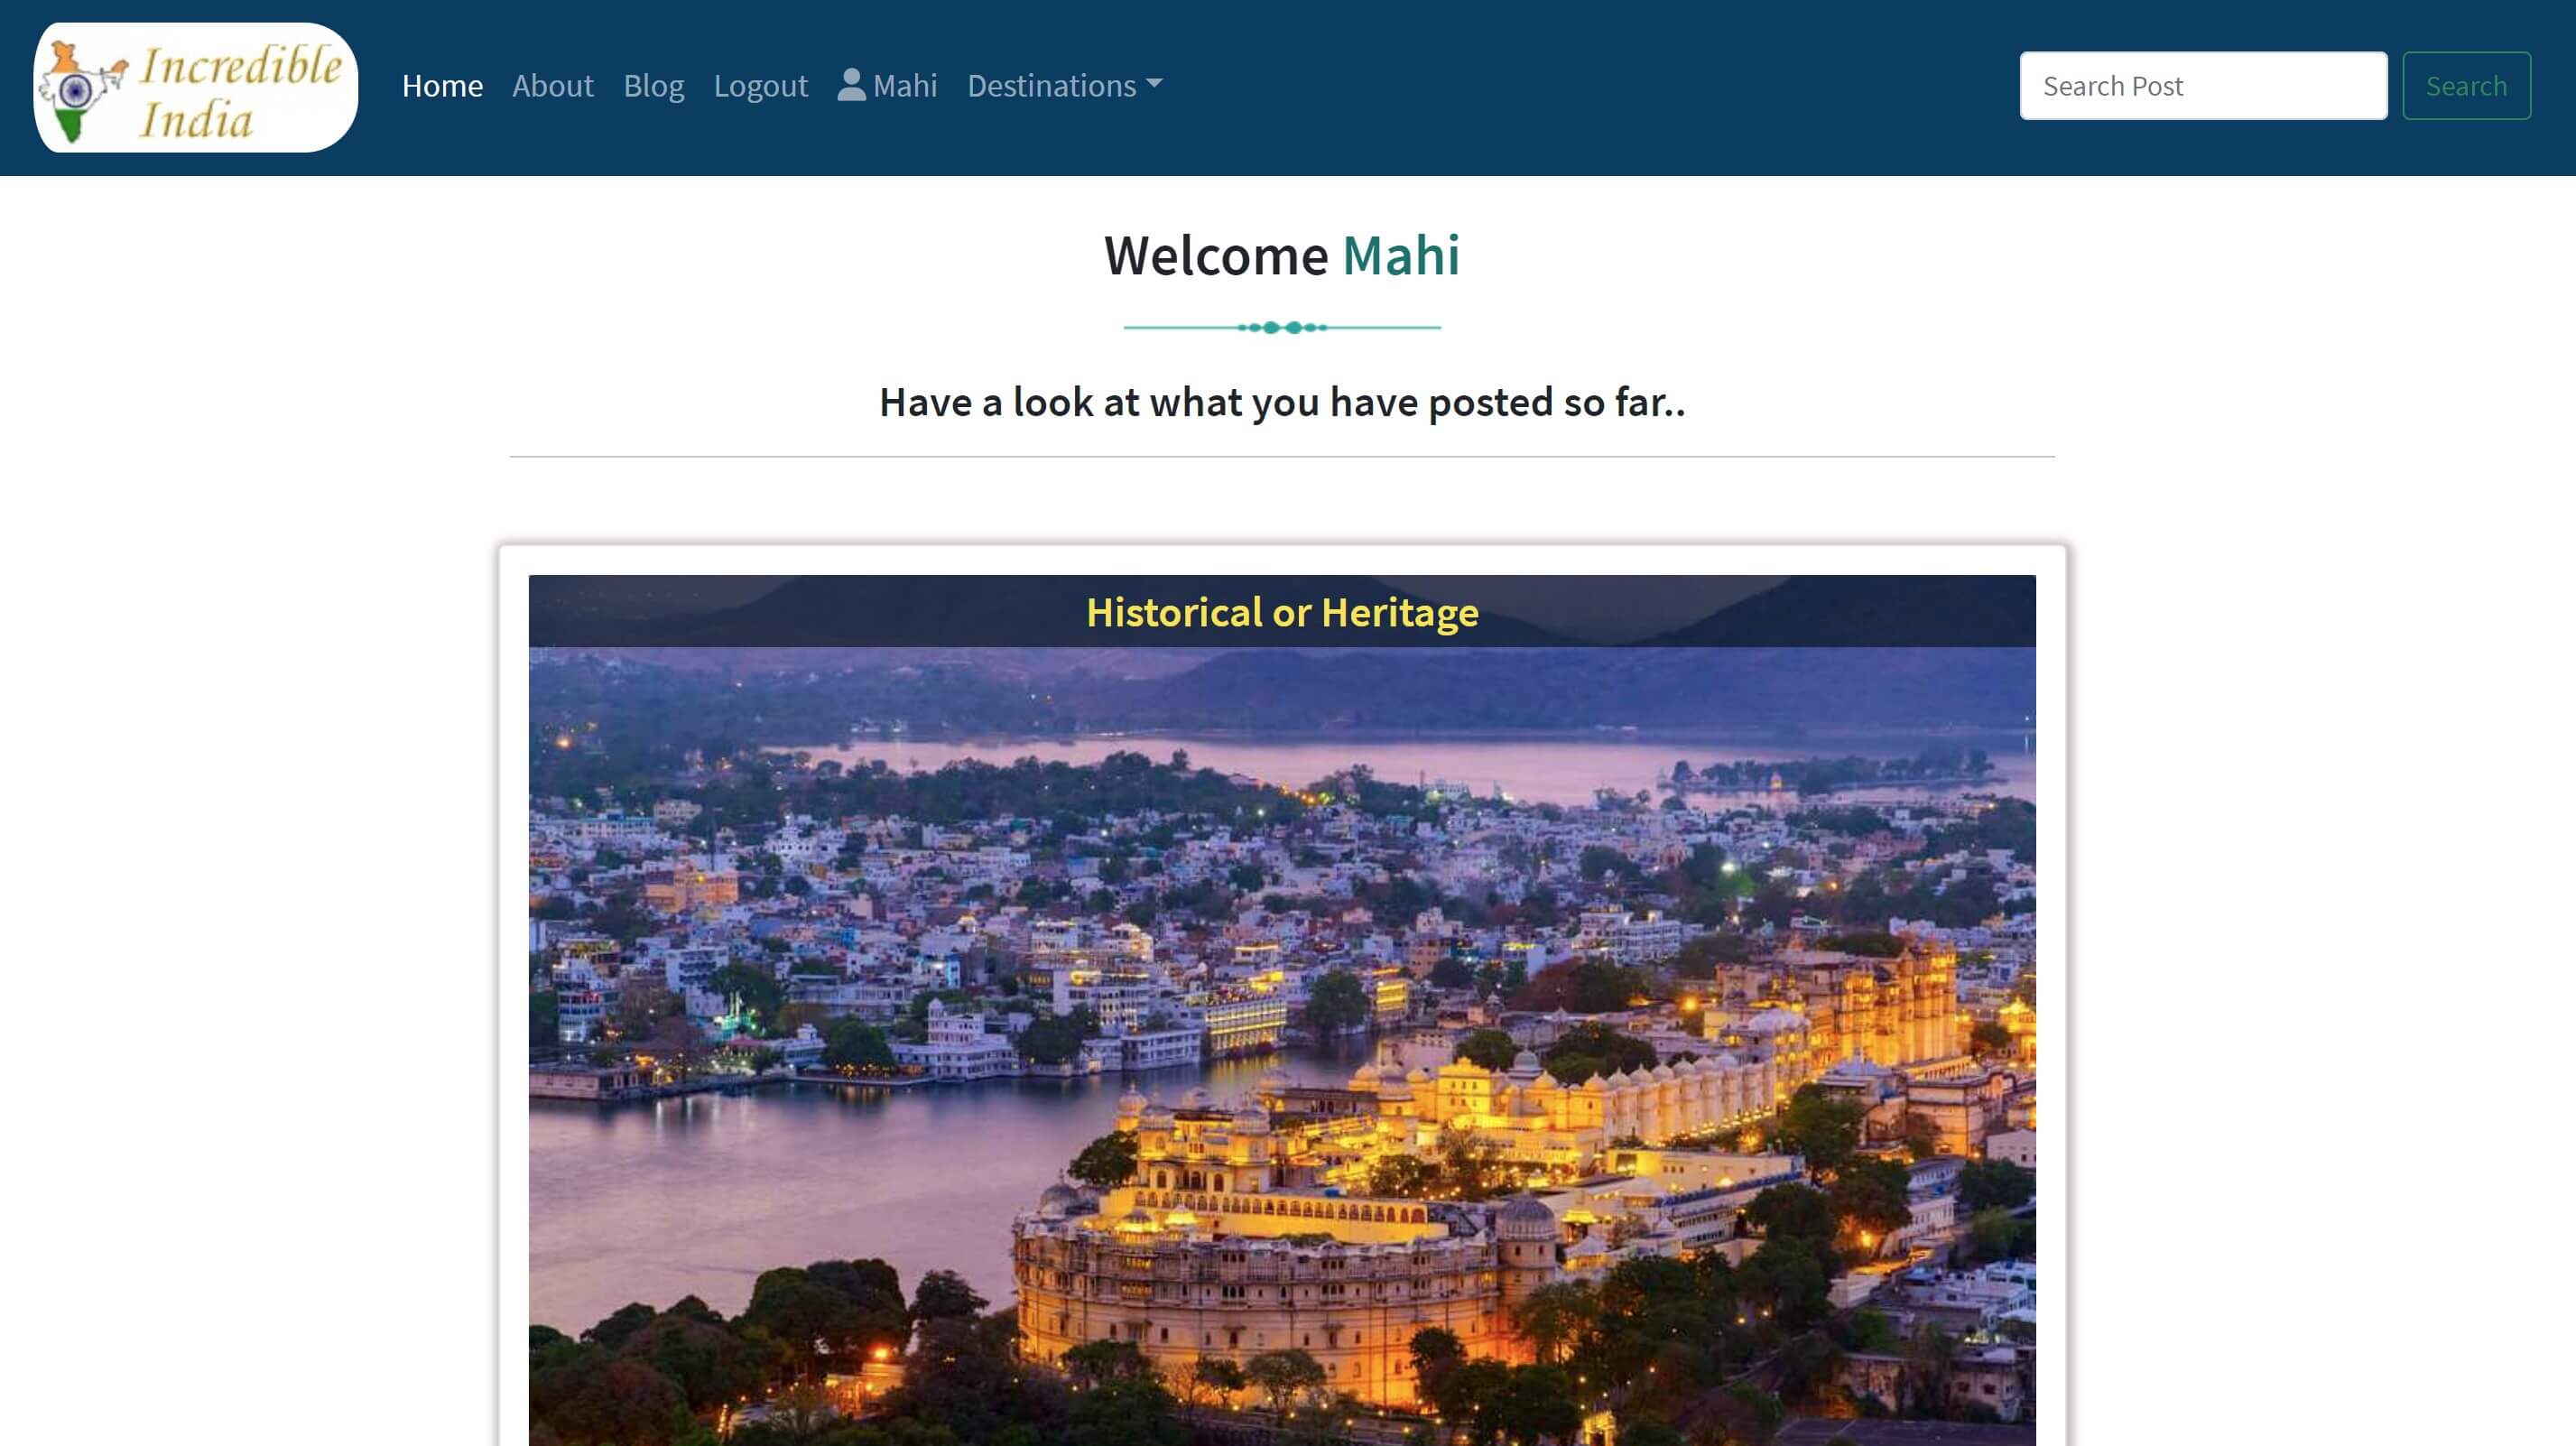 Incredible
India
Home About Blog Logout Mahi Destinations
Search Post
Search
Welcome Mahi
Have a look at what you have posted so far..
Historical or Heritage